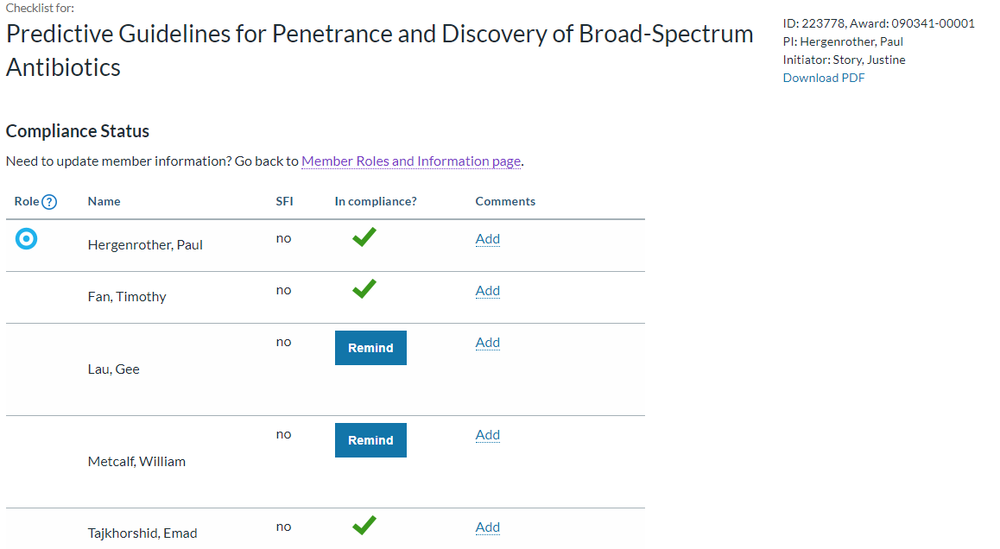 Checklist for:
Predictive Guidelines for Penetrance and Discovery of Broad-Spectrum
Antibiotics
ID: 223778, Award: 090341-00001
PI: Hergenrother, Paul
Initiator: Story, Justine
Download PDF
Compliance Status
Need to update member information? Go back to Member Roles and Information page.
Role ? Name SFI In compliance? Comments
Hergenrother, Paul no Add
Fan, Timothy no Add
Lau, Gee no Remind Add
Metcalf, William no Remind Add
Tajkhorshid, Emad no Add